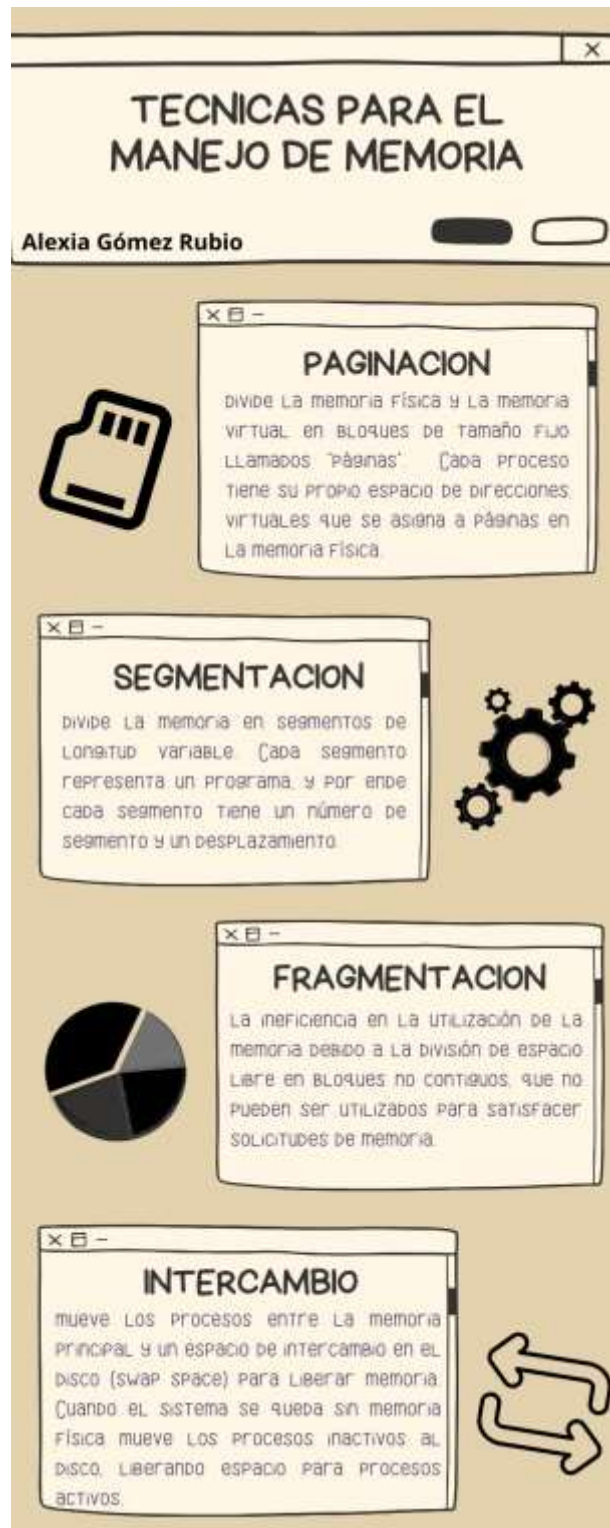 TECNICAS PARA EL
MANEJO DE MEMORIA
Alexia Gómez Rubio
PAGINACION
Divide la memoria física y la memoria
virtual en bloques de tamaño fijo
llamados "páginas". Cada proceso
tiene su propio espacio de direcciones
virtuales que se asigna a páginas en
la memoria física.
SEGMENTACION
Divide la memoria en segmentos de
longitud variable. Cada segmento
representa un programa, y por ende
cada segmento tiene un número de
segmento y un desplazamiento.
FRAGMENTACION
La ineficiencia en la utilización de la
memoria debido a la división de espacio
libre en bloques no contiguos, que no
pueden ser utilizados para satisfacer
solicitudes de memoria.
INTERCAMBIO
Mueve los procesos entre la memoria
principal y un espacio de intercambio en el
disco (swap space) para liberar memoria.
Cuando el sistema se queda sin memoria
física mueve los procesos inactivos al
disco, liberando espacio para procesos
activos.